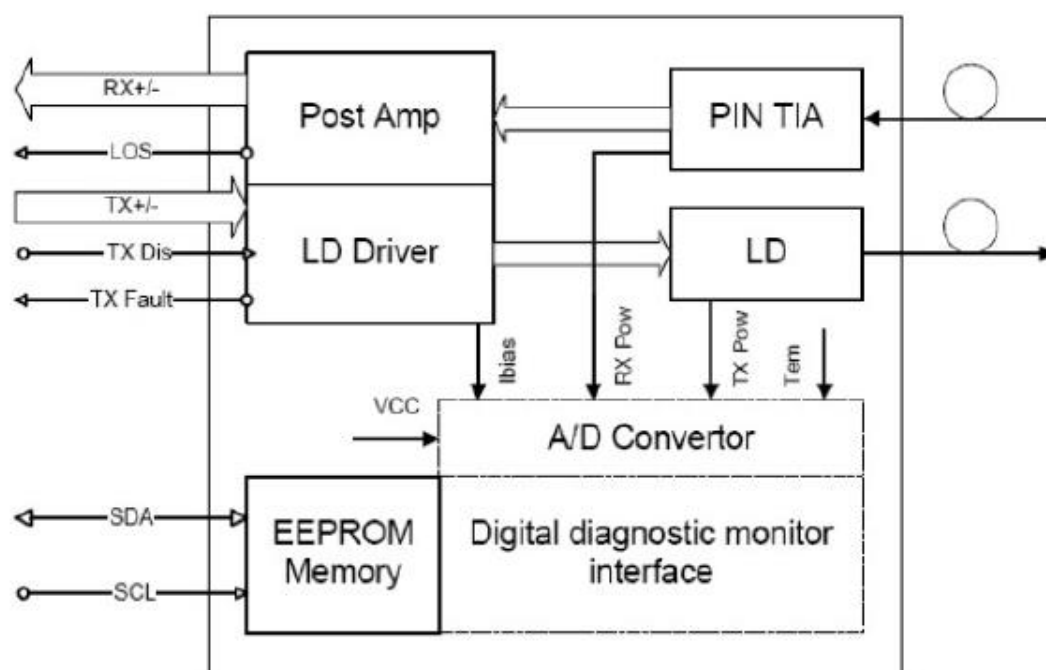 RX+/-
Post Amp
PIN TIA
LOS
TX+/-
TX Dis
LD Driver
LD
TX Fault
Ibias
RX Pow
TX Pow
Tem
VCC
A/D Convertor
SDA
EEPROM
Memory
Digital diagnostic monitor
interface
SCL